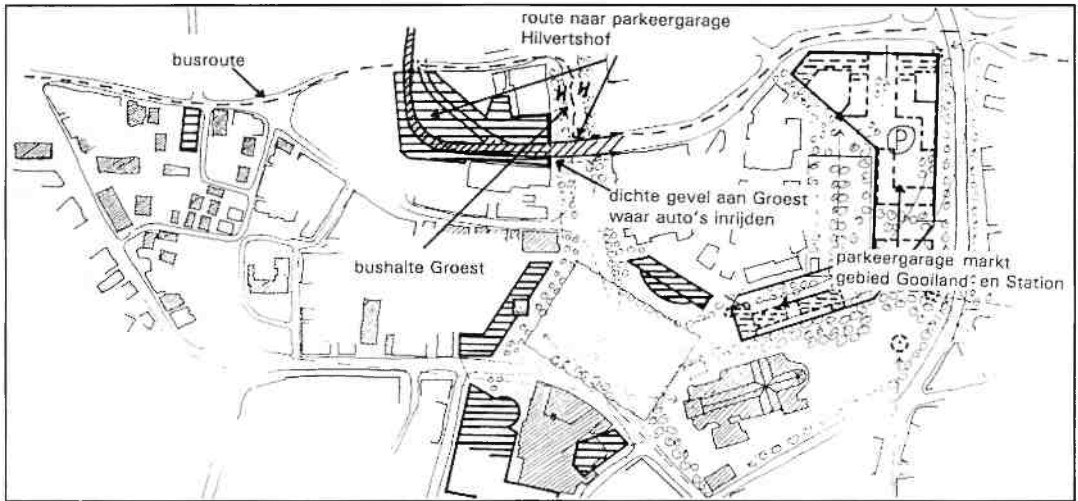 route naar parkeergarage
Hilvertshof
busroute
H H
P
dichte gevel aan Groest
waar auto's inrijden
bushalte Groest
parkeergarage markt
gebied Gooiland en Station